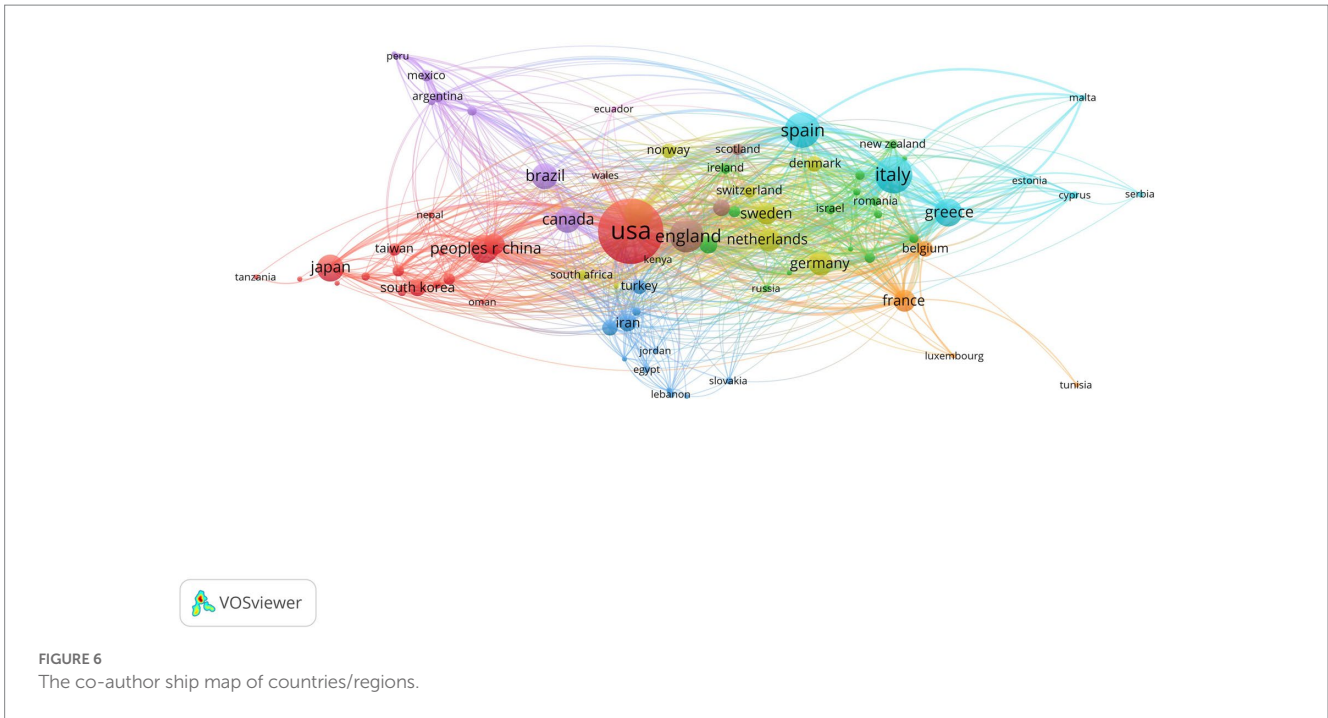 peru
mexico
argentina
malta
ecuador
spain
norway
scotland
new zealand
ireland
denmark
brazil
wales
italy
estonia
switzerland
cyprus
serbia
romania
israel
greece
nepal
canada
sweden
usa
england
netherlands
taiwan
peoples r china
belgium
kenya
germany
japan
tanzania
south africa
south korea
turkey
russia
oman
france
iran
jordan
luxembourg
egypt
slovakia
tunisia
lebanon
VOSviewer
FIGURE 6
The co-author ship map of countries/regions.